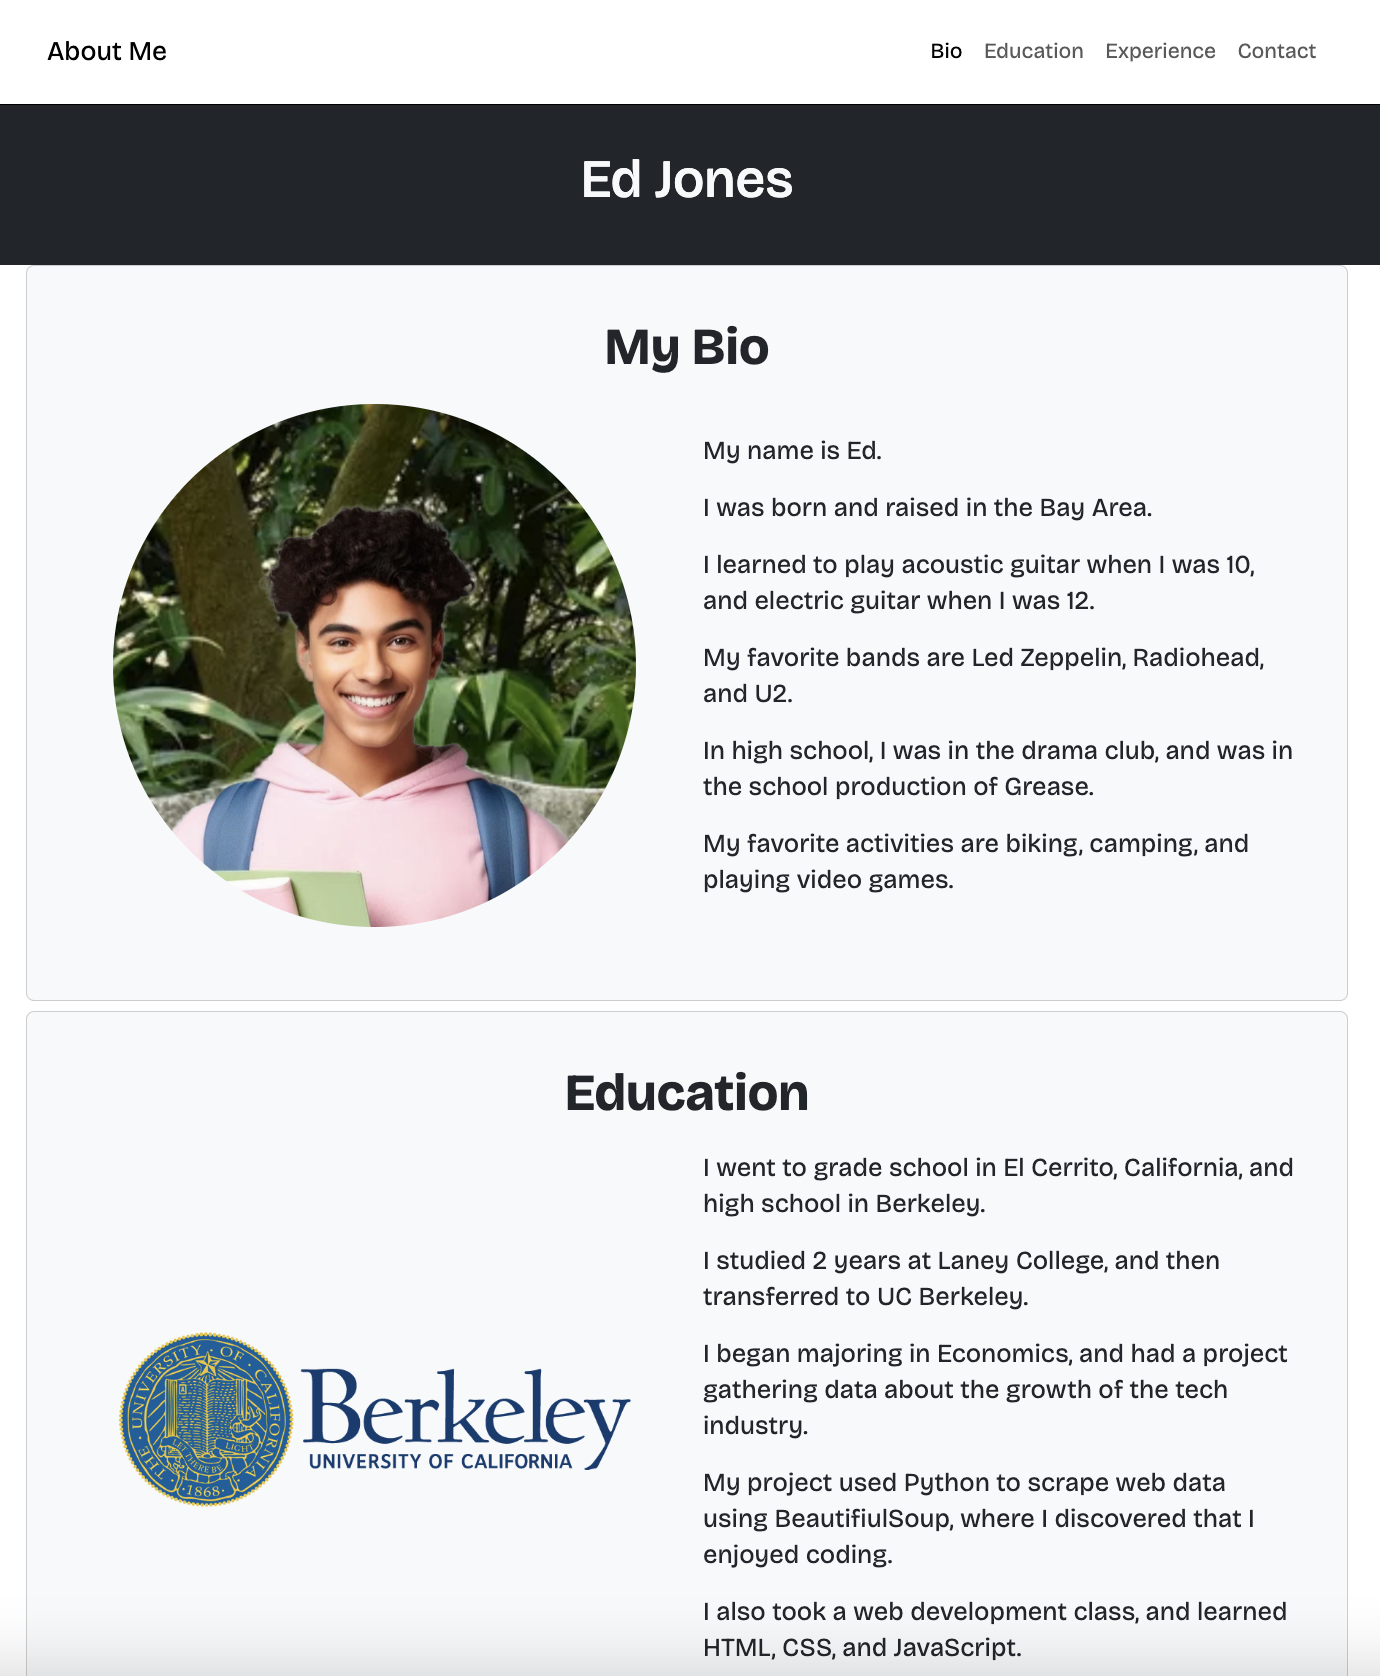 About Me
Bio Education Experience Contact
Ed Jones
My Bio
My name is Ed.
I was born and raised in the Bay Area.
I learned to play acoustic guitar when I was 10,
and electric guitar when I was 12.
My favorite bands are Led Zeppelin, Radiohead,
and U2.
In high school, I was in the drama club, and was in
the school production of Grease.
My favorite activities are biking, camping, and
playing video games.
Education
THE · UNIVERSITY · OF · CALIFORNIA
LET THERE BE LIGHT
·1868·
Berkeley
UNIVERSITY OF CALIFORNIA
I went to grade school in El Cerrito, California, and
high school in Berkeley.
I studied 2 years at Laney College, and then
transferred to UC Berkeley.
I began majoring in Economics, and had a project
gathering data about the growth of the tech
industry.
My project used Python to scrape web data
using BeautifiulSoup, where I discovered that I
enjoyed coding.
I also took a web development class, and learned
HTML, CSS, and JavaScript.